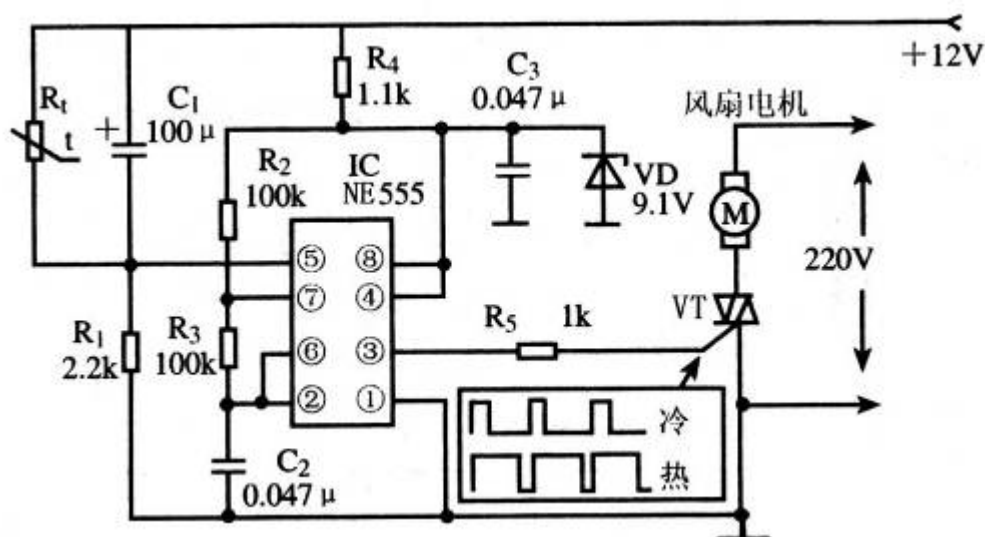 +12V
R₄
1.1k
C₃
0.047μ
风扇电机
Rₜ
t
+
C₁
100μ
R₂
100k
IC
NE555
VD
9.1V
M
220V
⑤ ⑧
⑦ ④
⑥ ③
② ①
R₁
2.2k
R₃
100k
R₅ 1k
VT
冷
热
C₂
0.047μ